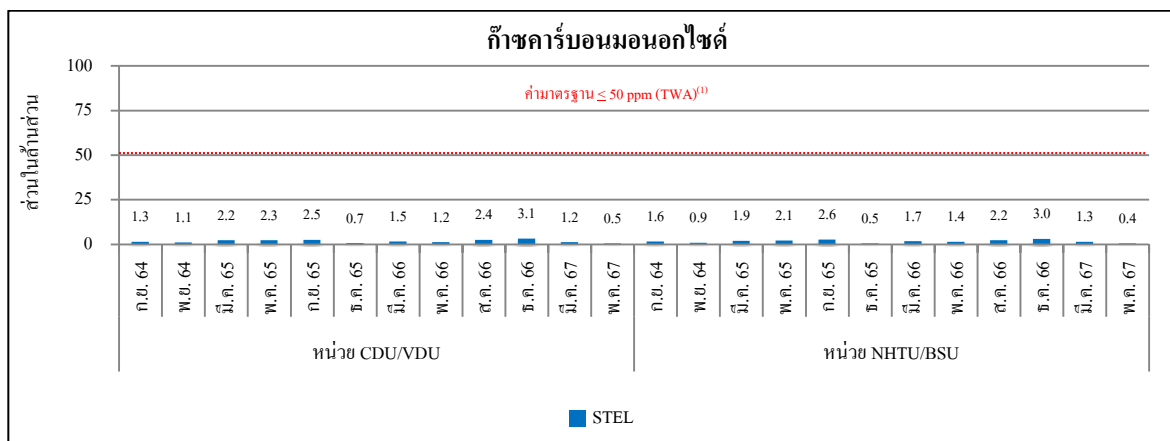 ก๊าซคาร์บอนมอนอกไซด์
ส่วนในล้านส่วน
100
75
50
25
0
ค่ามาตรฐาน ≤ 50 ppm (TWA)(1)
1.3 1.1 2.2 2.3 2.5 0.7 1.5 1.2 2.4 3.1 1.2 0.5 1.6 0.9 1.9 2.1 2.6 0.5 1.7 1.4 2.2 3.0 1.3 0.4
ก.ย. 64 พ.ย. 64 มี.ค. 65 พ.ค. 65 ก.ย. 65 ธ.ค. 65 มี.ค. 66 พ.ค. 66 ส.ค. 66 ธ.ค. 66 มี.ค. 67 พ.ค. 67 ก.ย. 64 พ.ย. 64 มี.ค. 65 พ.ค. 65 ก.ย. 65 ธ.ค. 65 มี.ค. 66 พ.ค. 66 ส.ค. 66 ธ.ค. 66 มี.ค. 67 พ.ค. 67
หน่วย CDU/VDU หน่วย NHTU/BSU
STEL